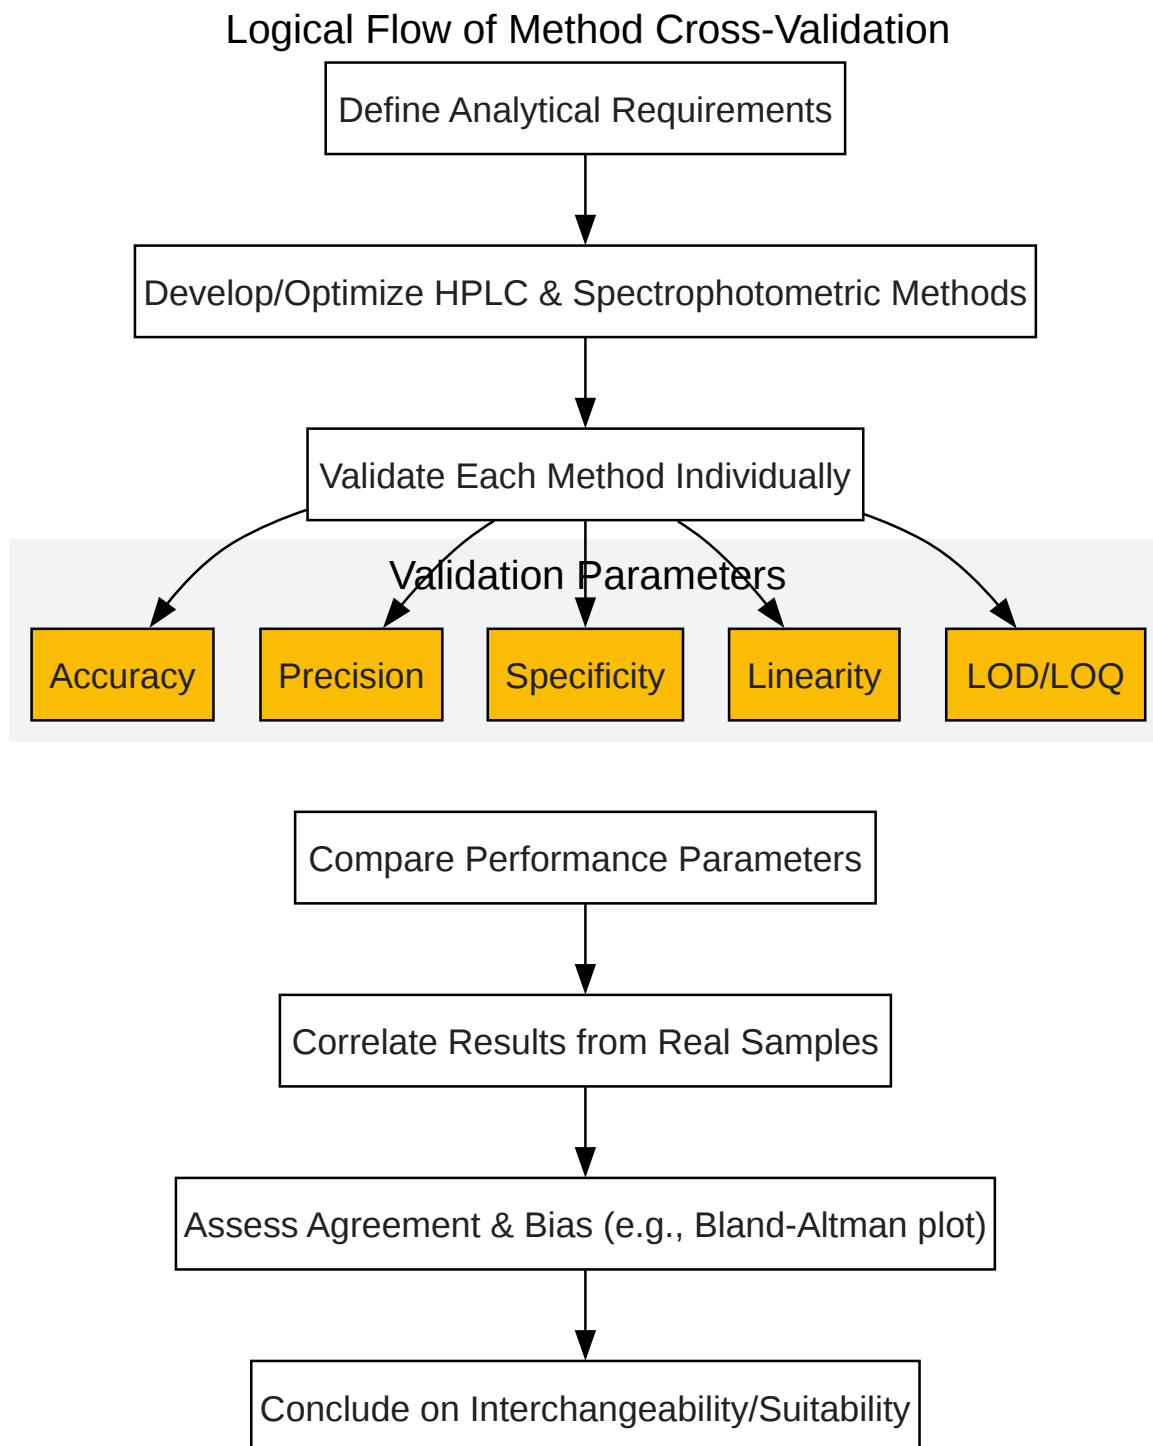 Logical Flow of Method Cross-Validation
Define Analytical Requirements
Develop/Optimize HPLC & Spectrophotometric Methods
Validate Each Method Individually
Validation Parameters
Accuracy
Precision
Specificity
Linearity
LOD/LOQ
Compare Performance Parameters
Correlate Results from Real Samples
Assess Agreement & Bias (e.g., Bland-Altman plot)
Conclude on Interchangeability/Suitability